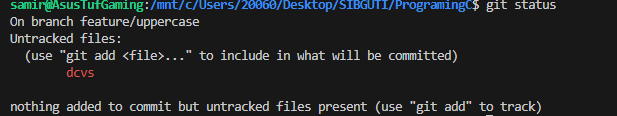 samir@AsusTufGaming:/mnt/c/Users/20060/Desktop/SIBGUTI/ProgramingC$ git status
On branch feature/uppercase
Untracked files:
  (use "git add <file>..." to include in what will be committed)
        dcvs

nothing added to commit but untracked files present (use "git add" to track)